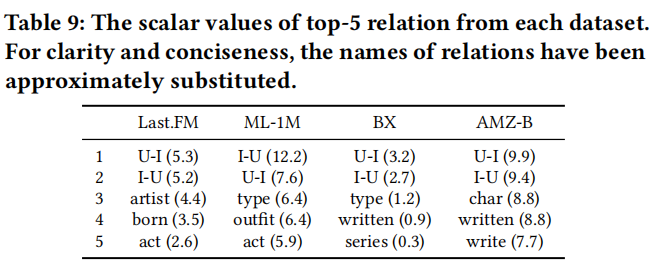 Table 9: The scalar values of top-5 relation from each dataset.
For clarity and conciseness, the names of relations have been
approximately substituted.
Last.FM ML-1M BX AMZ-B
1 U-I (5.3) I-U (12.2) U-I (3.2) U-I (9.9)
2 I-U (5.2) U-I (7.6) I-U (2.7) I-U (9.4)
3 artist (4.4) type (6.4) type (1.2) char (8.8)
4 born (3.5) outfit (6.4) written (0.9) written (8.8)
5 act (2.6) act (5.9) series (0.3) write (7.7)